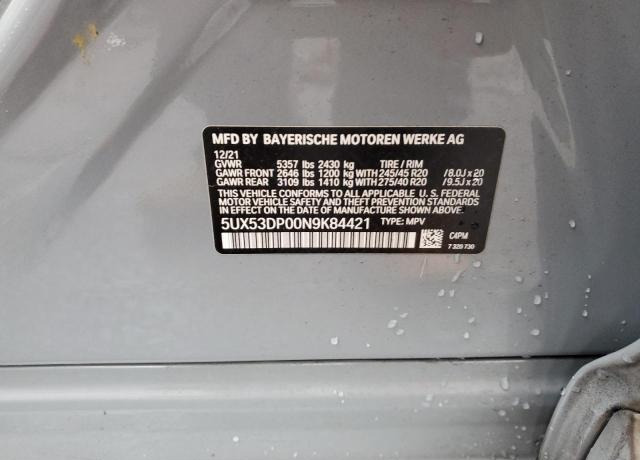 MFD BY BAYERISCHE MOTOREN WERKE AG
12/21
GVWR 5357 lbs 2430 kg TIRE / RIM
GAWR FRONT 2646 lbs 1200 kg WITH 245/45 R20 /8.0J x 20
GAWR REAR 3109 lbs 1410 kg WITH 275/40 R20 /9.5J x 20
THIS VEHICLE CONFORMS TO ALL APPLICABLE U. S. FEDERAL
MOTOR VEHICLE SAFETY AND THEFT PREVENTION
STANDARDS IN EFFECT ON THE DATE OF MANUFACTURE
SHOWN ABOVE.
5UX53DP00N9K84421 TYPE: MPV
C4PM
7 329 730